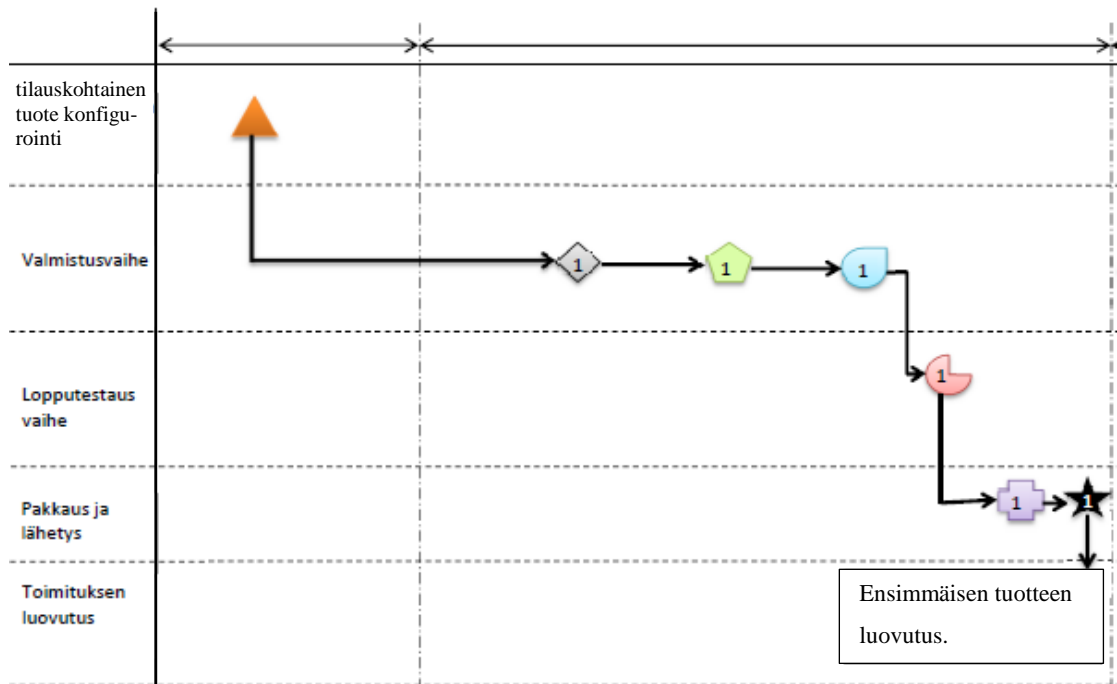 tilauskohtainen
tuote konfigu-
rointi
Valmistusvaihe
1
1
1
Lopputestaus
vaihe
1
Pakkaus ja
lähetys
1
1
Toimituksen
luovutus
Ensimmäisen tuotteen
luovutus.